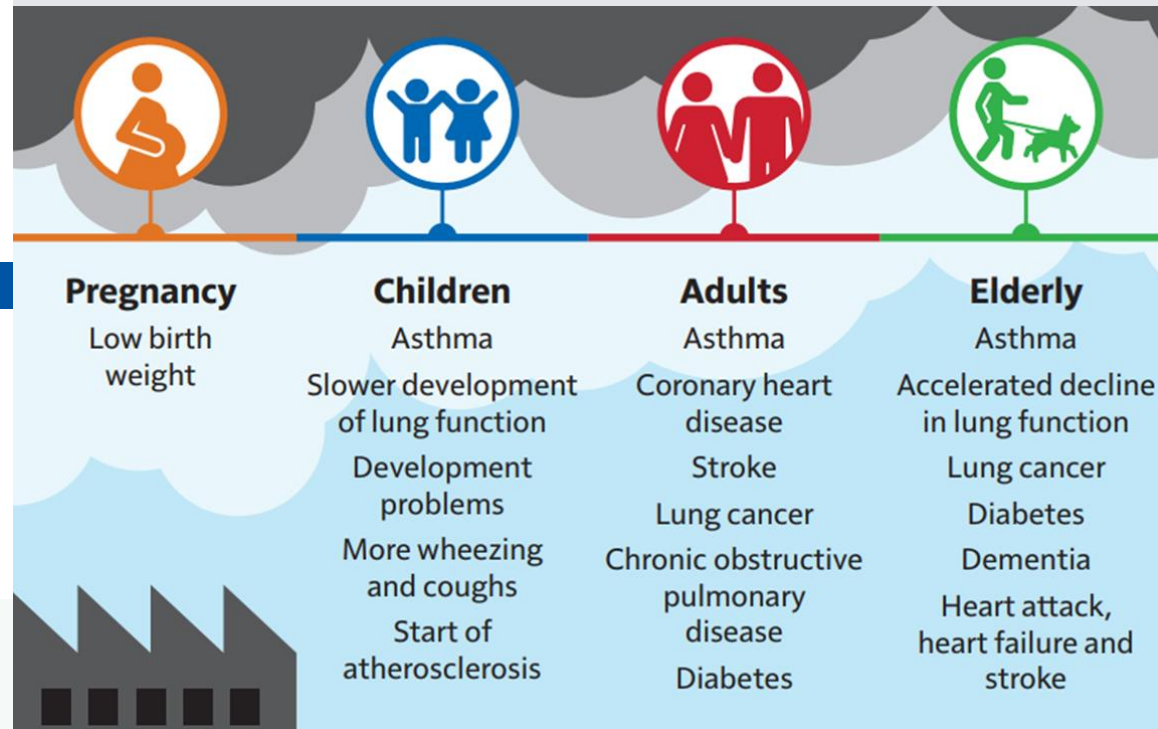 Pregnancy
Low birth
weight
Children
Asthma
Slower development
of lung function
Development
problems
More wheezing
and coughs
Start of
atherosclerosis
Adults
Asthma
Coronary heart
disease
Stroke
Lung cancer
Chronic obstructive
pulmonary
disease
Diabetes
Elderly
Asthma
Accelerated decline
in lung function
Lung cancer
Diabetes
Dementia
Heart attack,
heart failure and
stroke